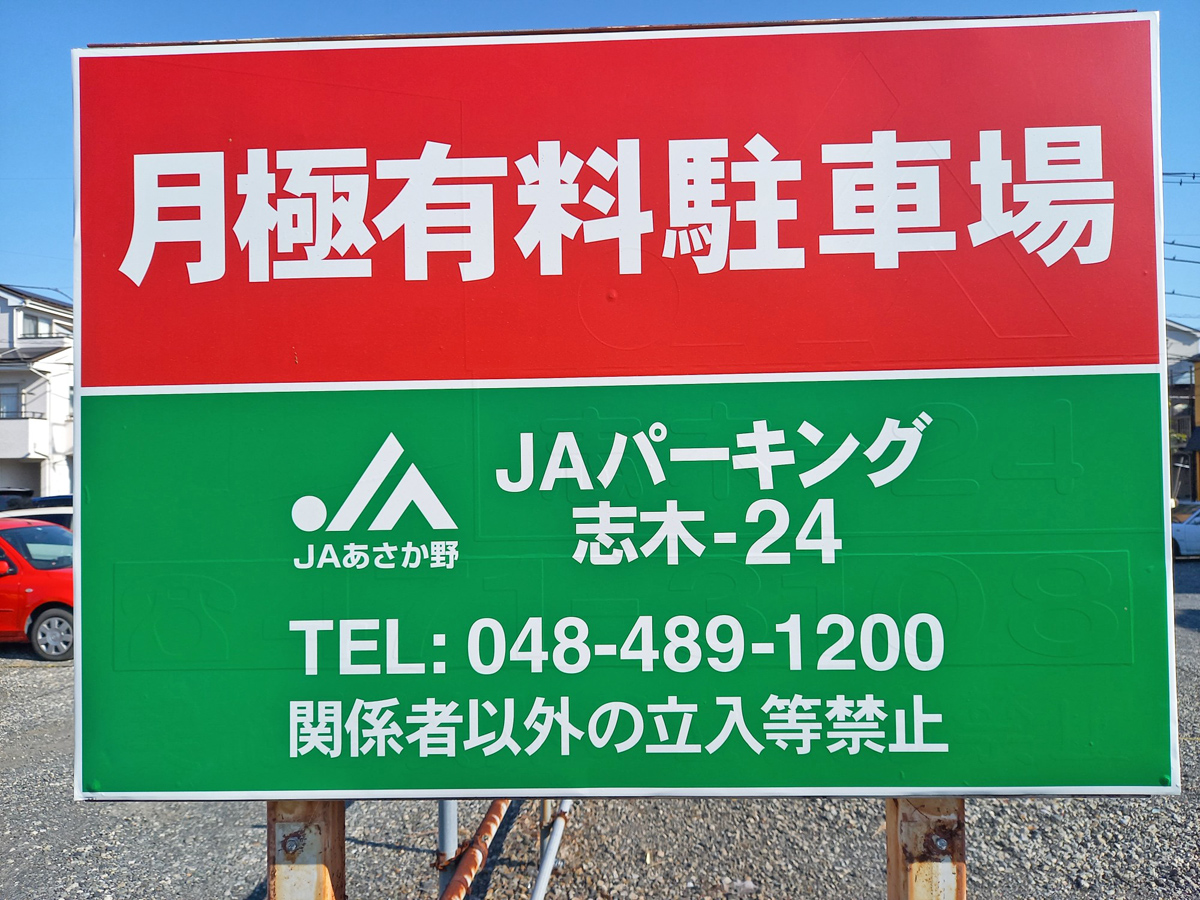 月極有料駐車場
JAパーキング
志木-24
JAあさか野
TEL: 048-489-1200
関係者以外の立入等禁止